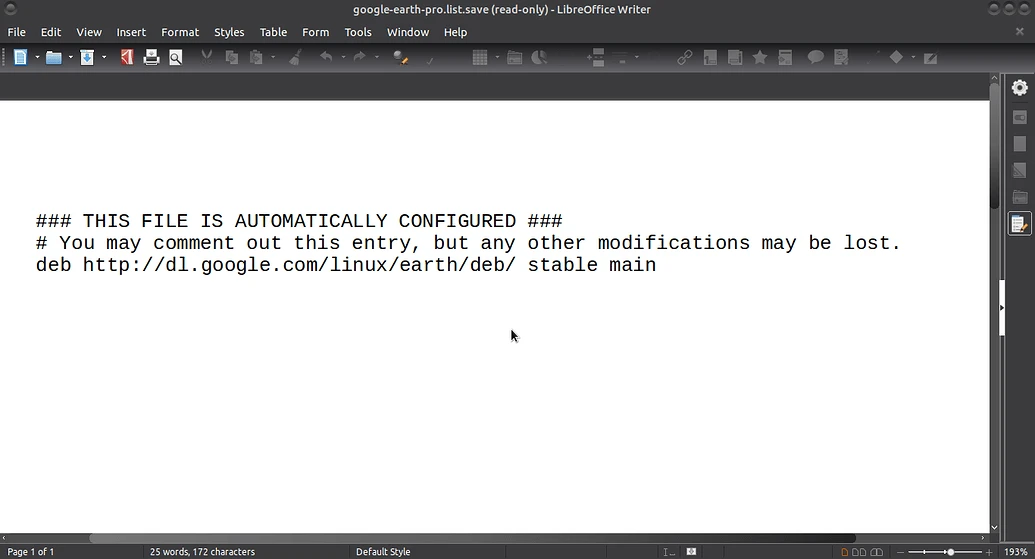 google-earth-pro.list.save (read-only) - LibreOffice Writer
File Edit View Insert Format Styles Table Form Tools Window Help
### THIS FILE IS AUTOMATICALLY CONFIGURED ###
# You may comment out this entry, but any other modifications may be lost.
deb http://dl.google.com/linux/earth/deb/ stable main
Page 1 of 1 25 words, 172 characters Default Style 193%